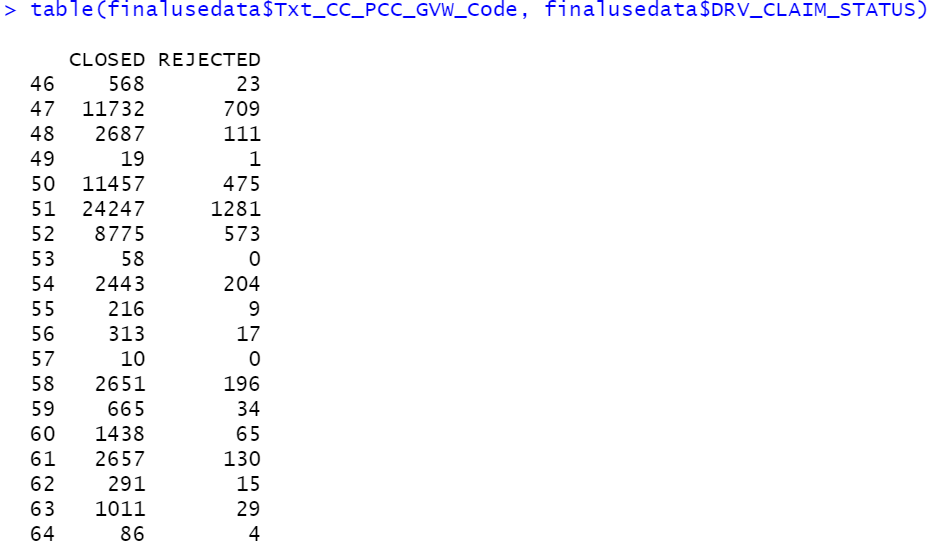 > table(finalusedata$Txt_CC_PCC_GVW_Code, finalusedata$DRV_CLAIM_STATUS)
CLOSED REJECTED
46 568 23
47 11732 709
48 2687 111
49 19 1
50 11457 475
51 24247 1281
52 8775 573
53 58 0
54 2443 204
55 216 9
56 313 17
57 10 0
58 2651 196
59 665 34
60 1438 65
61 2657 130
62 291 15
63 1011 29
64 86 4